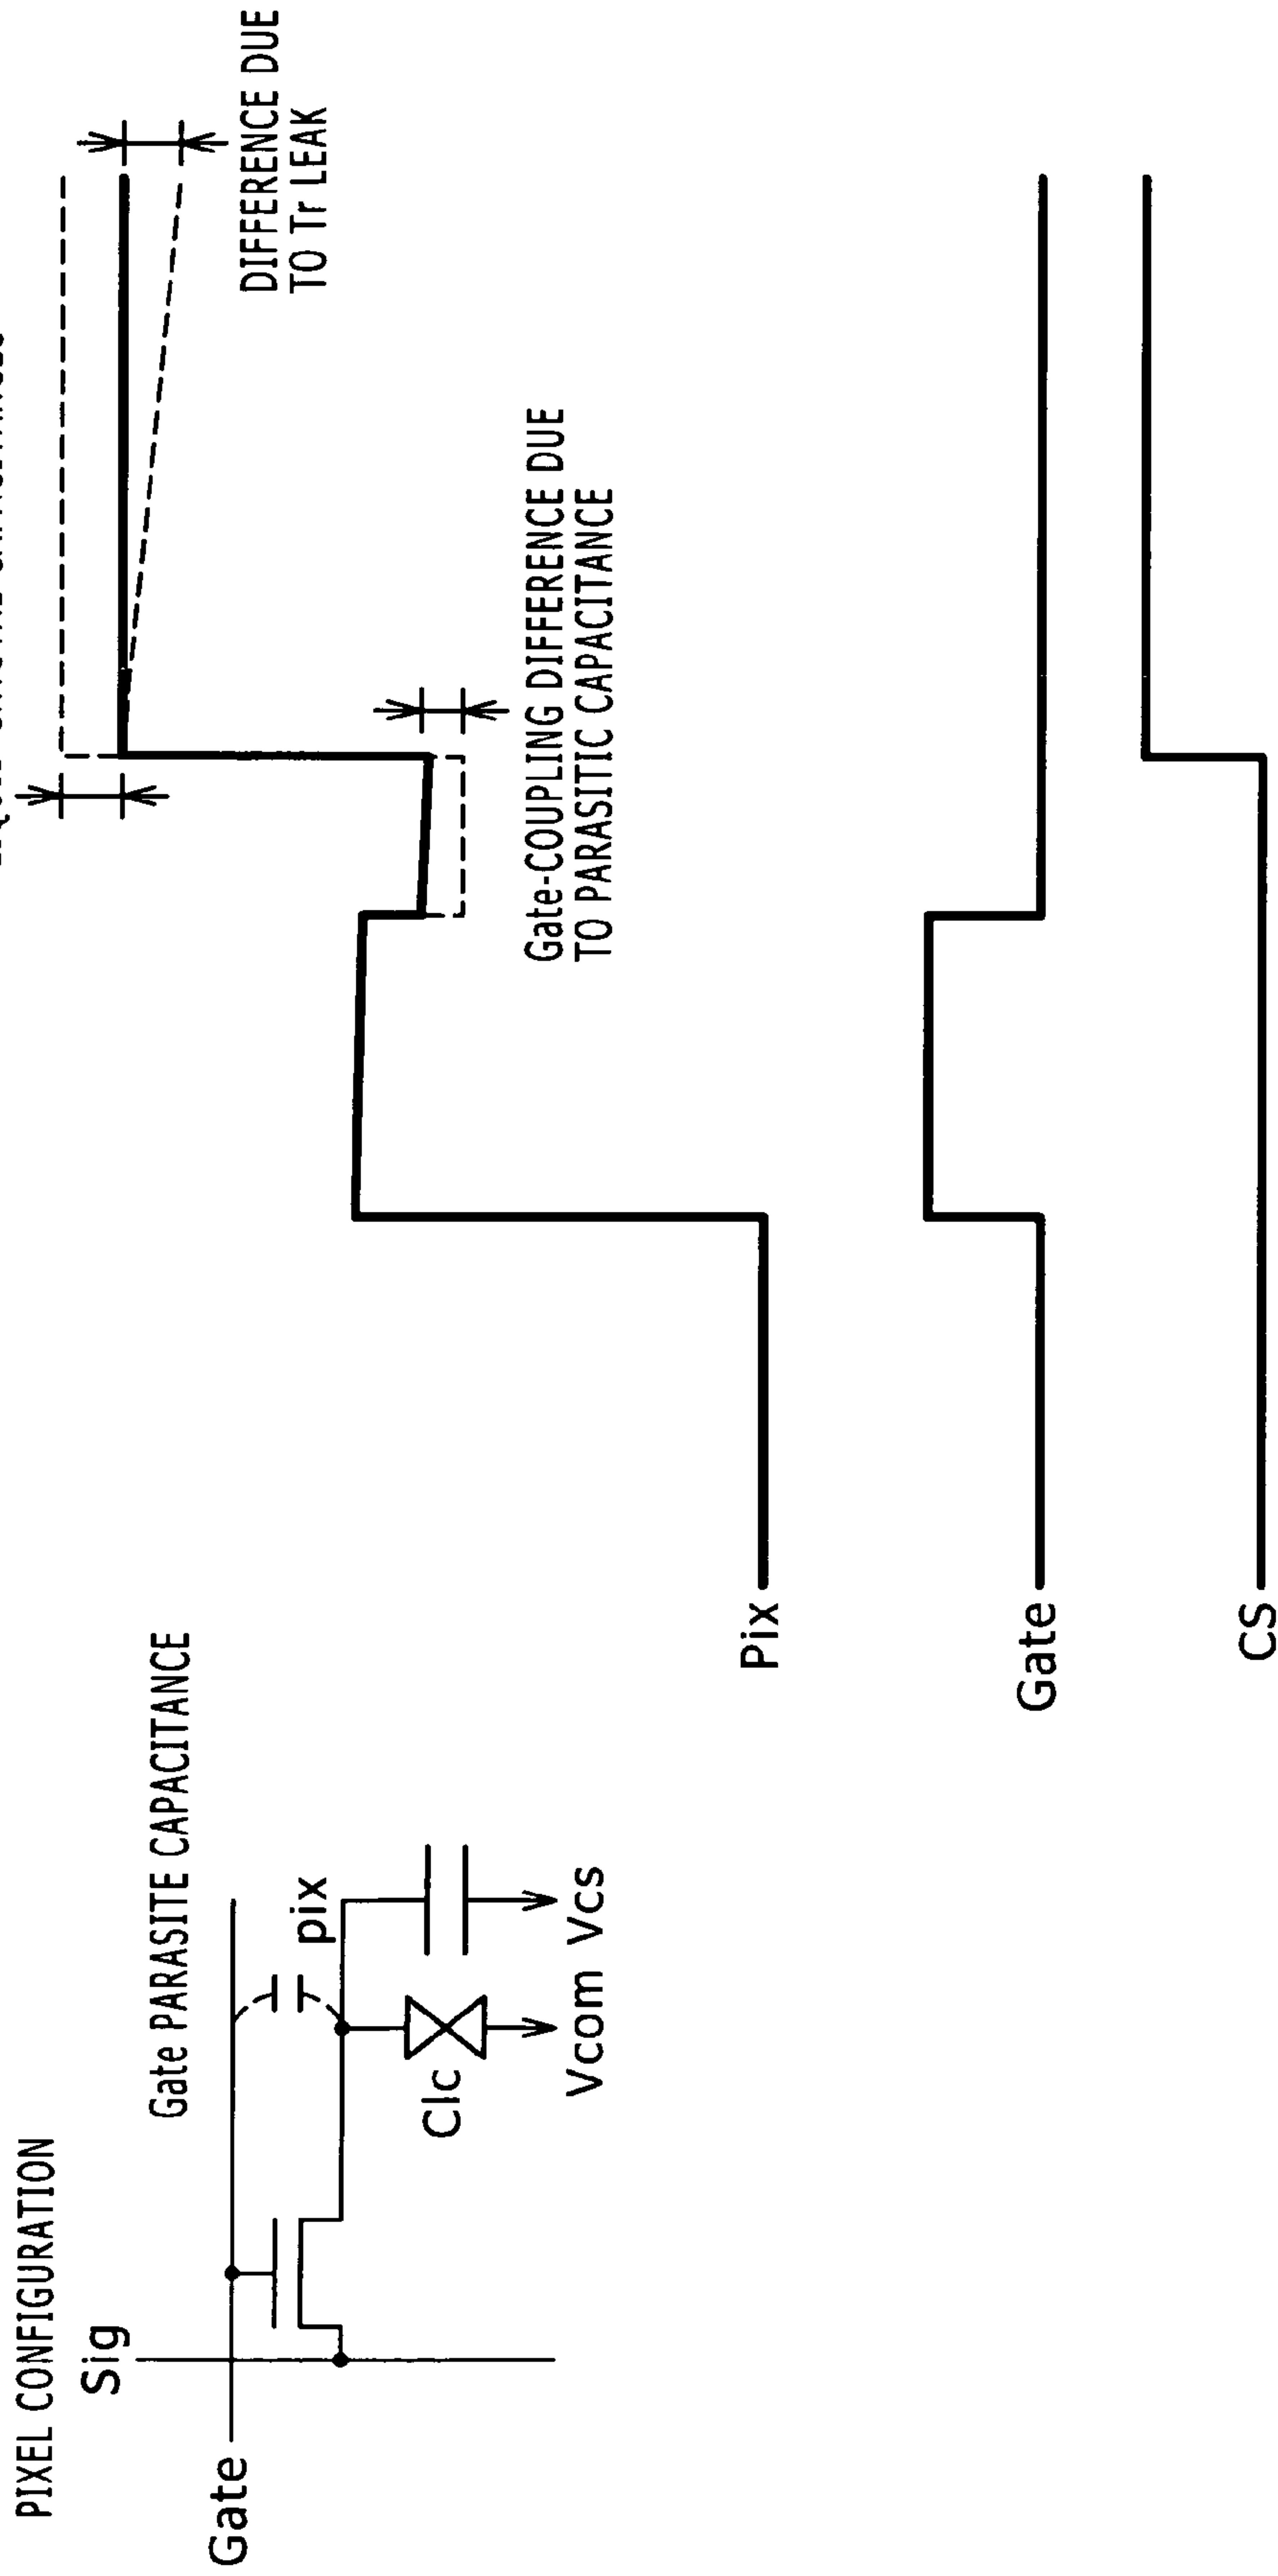 PIXEL CONFIGURATION
Sig
Gate
Gate PARASITE CAPACITANCE
pix
Clc
Vcom Vcs
DIFFERENCE DUE
TO Tr LEAK
Gate-COUPLING DIFFERENCE DUE
TO PARASITIC CAPACITANCE
Pix
Gate
CS